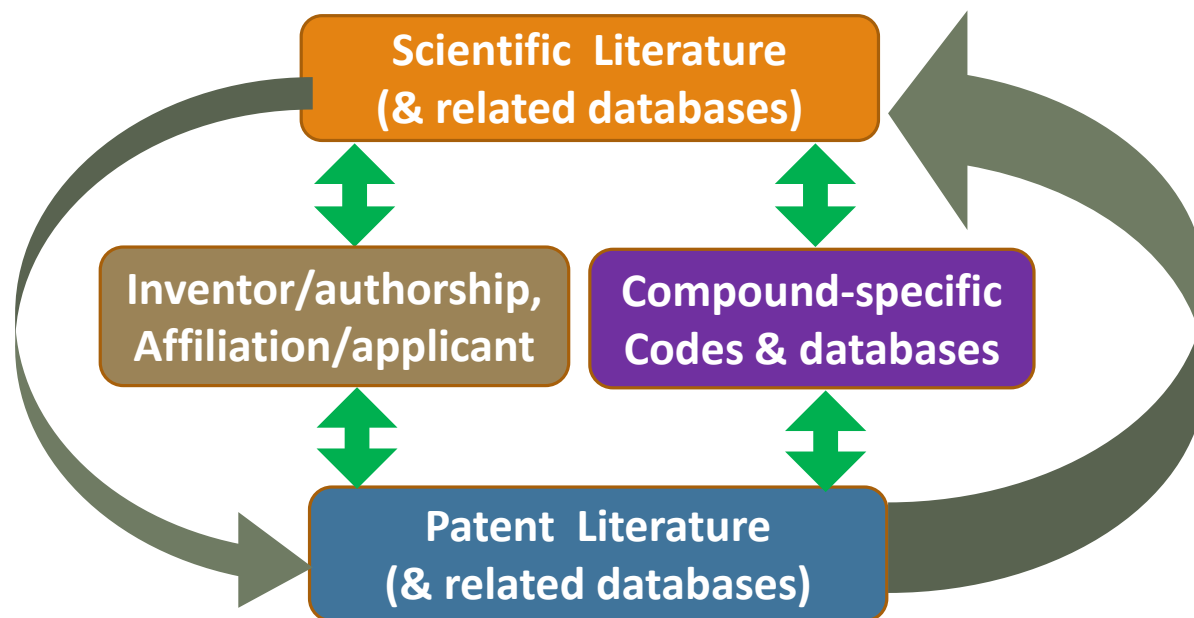 Scientific Literature
(& related databases)
Inventor/authorship,
Affiliation/applicant
Compound-specific
Codes & databases
Patent Literature
(& related databases)